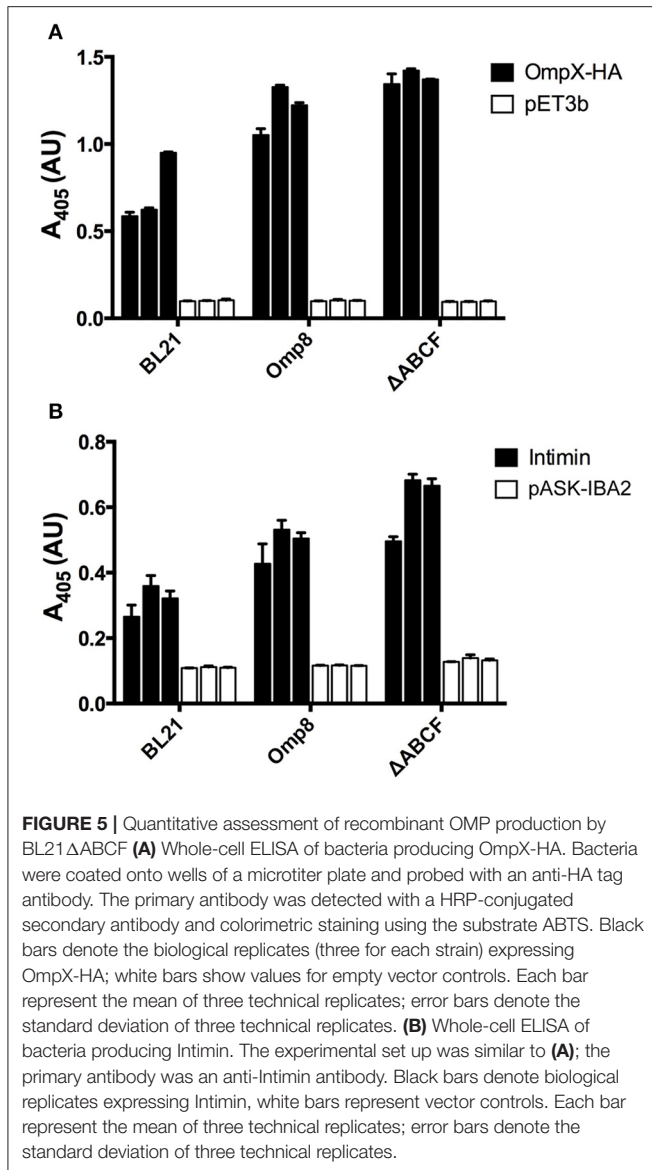 A
1.5
1.0
0.5
0.0
A405 (AU)
OmpX-HA
pET3b
BL21
Omp8
ΔABCF
B
0.8
0.6
0.4
0.2
0.0
A405 (AU)
Intimin
pASK-IBA2
BL21
Omp8
ΔABCF
FIGURE 5 | Quantitative assessment of recombinant OMP production by
BL21ΔABCF (A) Whole-cell ELISA of bacteria producing OmpX-HA. Bacteria
were coated onto wells of a microtiter plate and probed with an anti-HA tag
antibody. The primary antibody was detected with a HRP-conjugated
secondary antibody and colorimetric staining using the substrate ABTS. Black
bars denote the biological replicates (three for each strain) expressing
OmpX-HA; white bars show values for empty vector controls. Each bar
represent the mean of three technical replicates; error bars denote the
standard deviation of three technical replicates. (B) Whole-cell ELISA of
bacteria producing Intimin. The experimental set up was similar to (A); the
primary antibody was an anti-Intimin antibody. Black bars denote biological
replicates expressing Intimin, white bars represent vector controls. Each bar
represent the mean of three technical replicates; error bars denote the
standard deviation of three technical replicates.